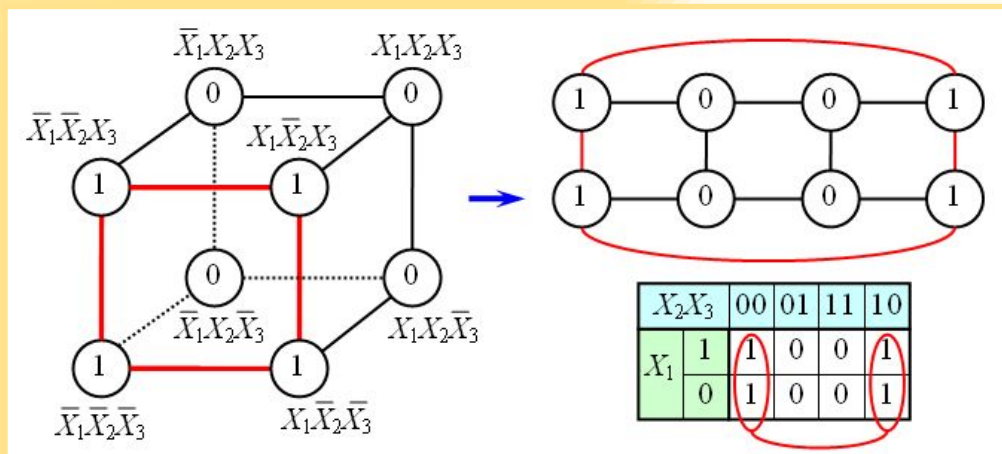 X̄₁X₂X₃ X₁X₂X₃
0 0
X̄₁X̄₂X₃ X₁X̄₂X₃
1 1
0 0
X̄₁X₂X̄₃ X₁X₂X̄₃
1 1
X̄₁X̄₂X̄₃ X₁X̄₂X̄₃
1 0 0 1
1 0 0 1
X₂X₃ 00 01 11 10
X₁ 1 1 0 0 1
0 1 0 0 1